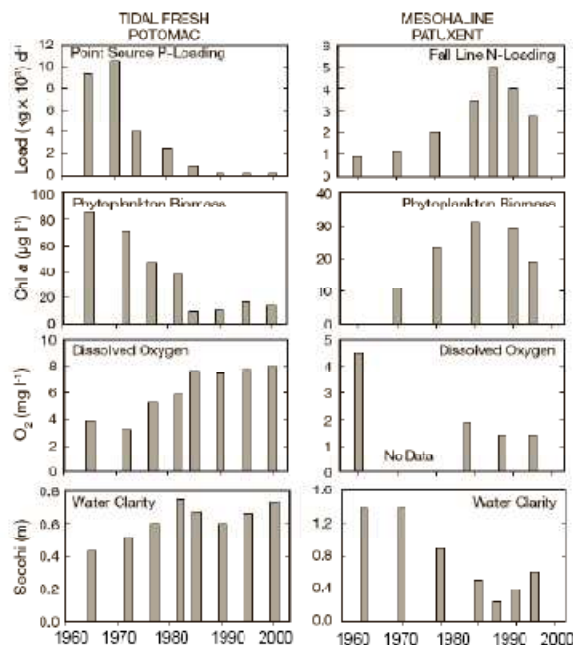 TIDAL FRESH
POTOMAC
MESOHALINE
PATUXENT
Point Source P-Loading
Fall Line N-Loading
Load (kg x 10³) d⁻¹
12
10
8
6
4
2
0
6
5
4
3
2
1
0
Phytoplankton Biomass
Phytoplankton Biomass
Chl a (µg l⁻¹)
100
80
60
40
20
0
40
30
20
10
0
Dissolved Oxygen
Dissolved Oxygen
O₂ (mg l⁻¹)
10
8
6
4
2
0
5
4
3
2
1
0
No Data
Water Clarity
Water Clarity
Secchi (m)
0.8
0.6
0.4
0.2
0.0
1.6
1.2
0.8
0.4
0.0
1960 1970 1980 1990 2000
1960 1970 1980 1990 2000